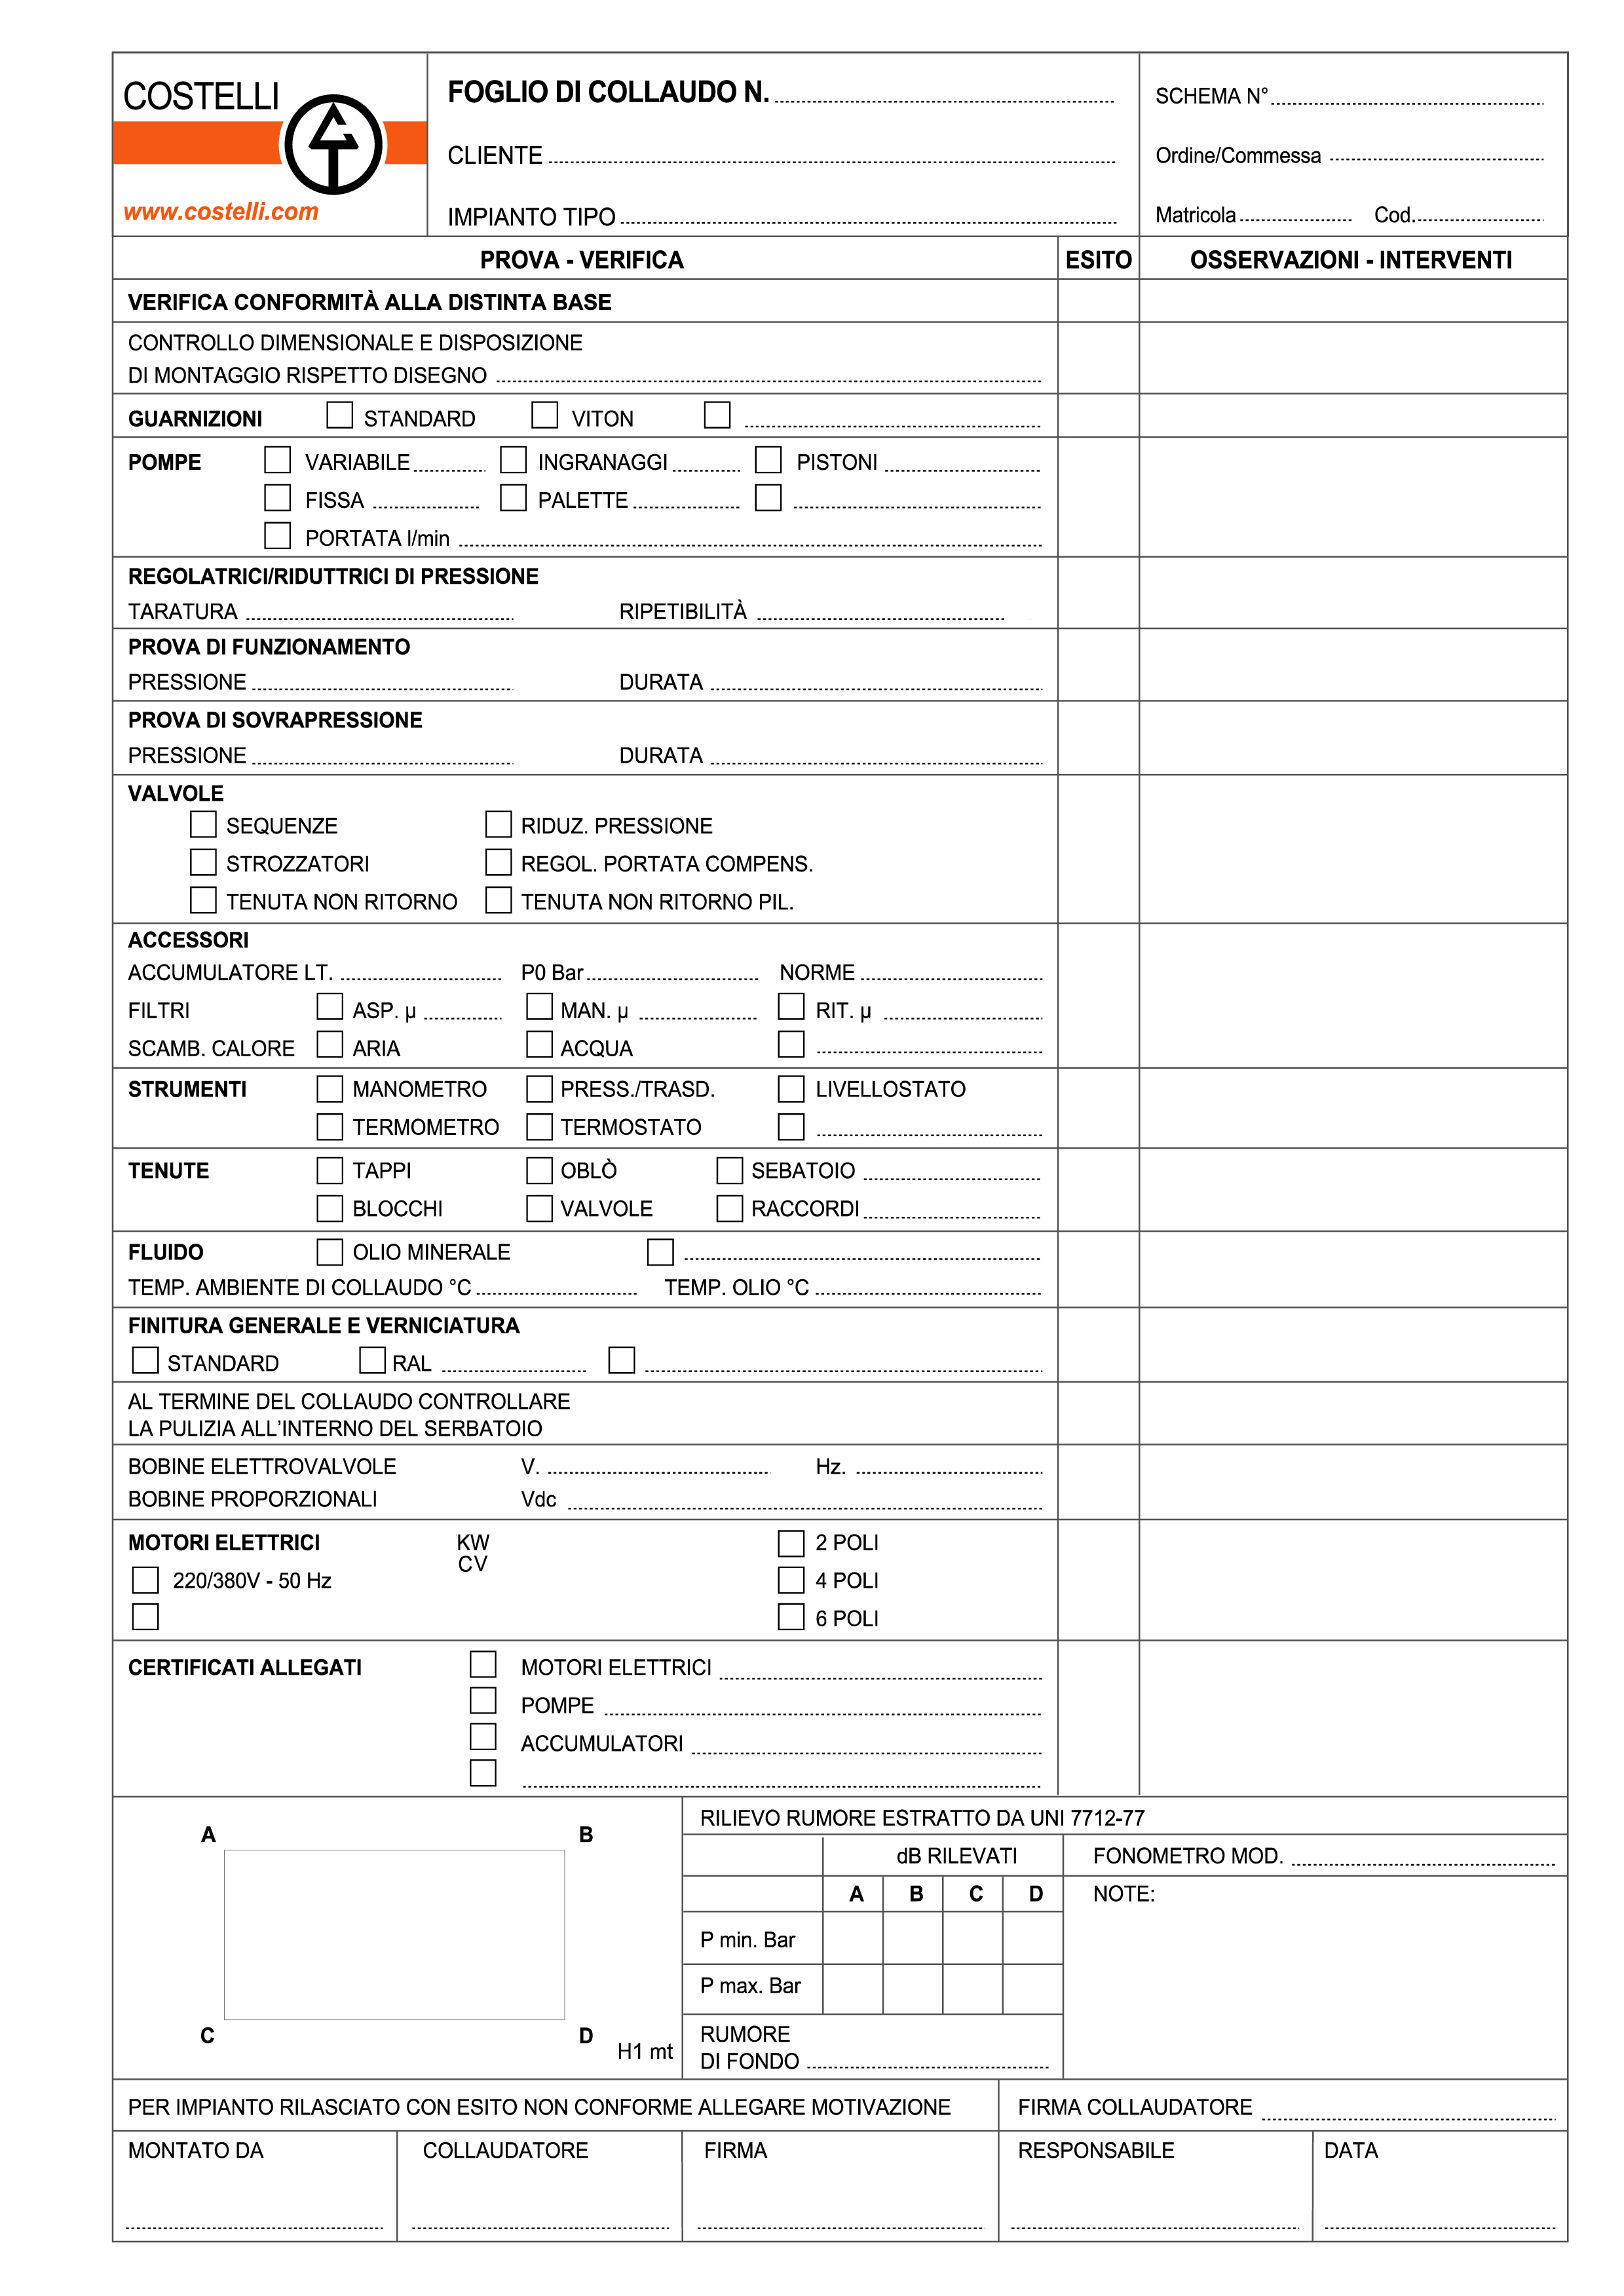 COSTELLI
www.costelli.com
FOGLIO DI COLLAUDO N.
CLIENTE
IMPIANTO TIPO
SCHEMA N°
Ordine/Commessa
Matricola Cod.
PROVA - VERIFICA ESITO OSSERVAZIONI - INTERVENTI
VERIFICA CONFORMITÀ ALLA DISTINTA BASE
CONTROLLO DIMENSIONALE E DISPOSIZIONE
DI MONTAGGIO RISPETTO DISEGNO
GUARNIZIONI STANDARD VITON
POMPE VARIABILE INGRANAGGI PISTONI
FISSA PALETTE
PORTATA l/min
REGOLATRICI/RIDUTTRICI DI PRESSIONE
TARATURA RIPETIBILITÀ
PROVA DI FUNZIONAMENTO
PRESSIONE DURATA
PROVA DI SOVRAPRESSIONE
PRESSIONE DURATA
VALVOLE
SEQUENZE RIDUZ. PRESSIONE
STROZZATORI REGOL. PORTATA COMPENS.
TENUTA NON RITORNO TENUTA NON RITORNO PIL.
ACCESSORI
ACCUMULATORE LT. P0 Bar NORME
FILTRI ASP. µ MAN. µ RIT. µ
SCAMB. CALORE ARIA ACQUA
STRUMENTI MANOMETRO PRESS./TRASD. LIVELLOSTATO
TERMOMETRO TERMOSTATO
TENUTE TAPPI OBLÒ SEBATOIO
BLOCCHI VALVOLE RACCORDI
FLUIDO OLIO MINERALE
TEMP. AMBIENTE DI COLLAUDO °C TEMP. OLIO °C
FINITURA GENERALE E VERNICIATURA
STANDARD RAL
AL TERMINE DEL COLLAUDO CONTROLLARE
LA PULIZIA ALL'INTERNO DEL SERBATOIO
BOBINE ELETTROVALVOLE V. Hz.
BOBINE PROPORZIONALI Vdc
MOTORI ELETTRICI KW 2 POLI
CV
220/380V - 50 Hz 4 POLI
6 POLI
CERTIFICATI ALLEGATI MOTORI ELETTRICI
POMPE
ACCUMULATORI
A B
C D
H1 mt
RILIEVO RUMORE ESTRATTO DA UNI 7712-77
dB RILEVATI FONOMETRO MOD.
A B C D NOTE:
P min. Bar
P max. Bar
RUMORE
DI FONDO
PER IMPIANTO RILASCIATO CON ESITO NON CONFORME ALLEGARE MOTIVAZIONE FIRMA COLLAUDATORE
MONTATO DA COLLAUDATORE FIRMA RESPONSABILE DATA